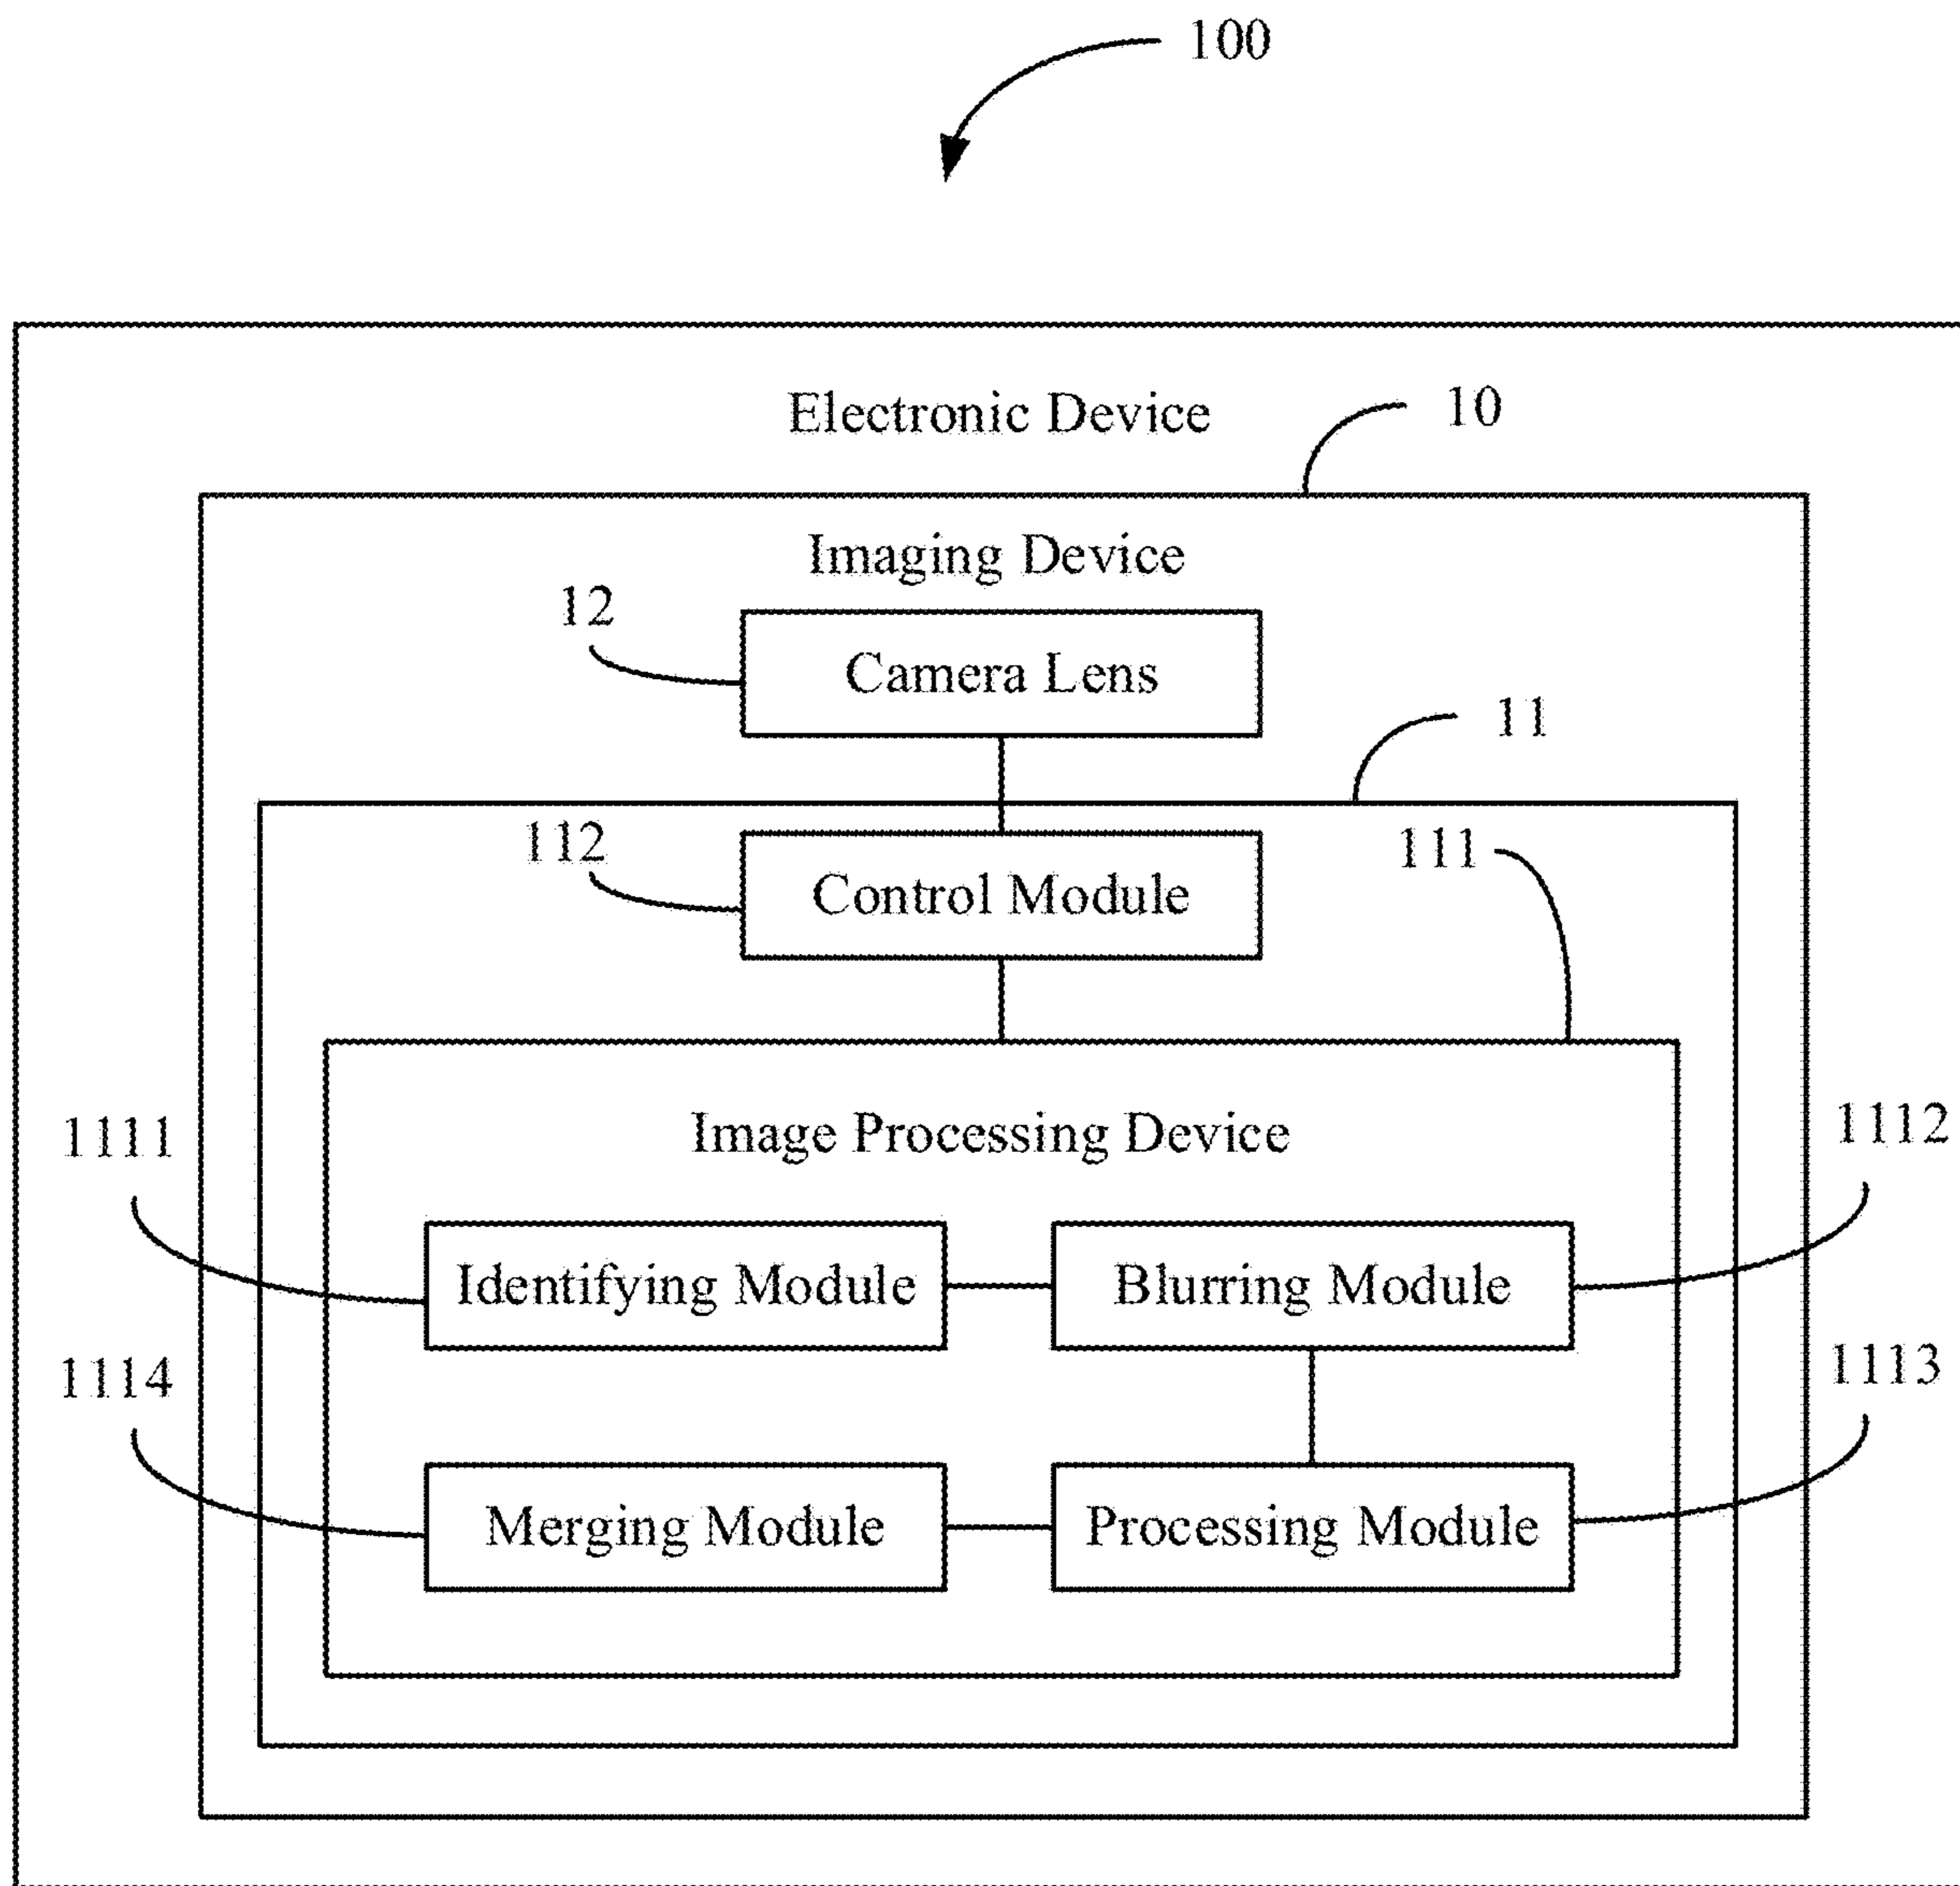 100
Electronic Device
10
Imaging Device
12
Camera Lens
11
112
Control Module
111
Image Processing Device
1111
1112
Identifying Module
Blurring Module
1114
1113
Merging Module
Processing Module